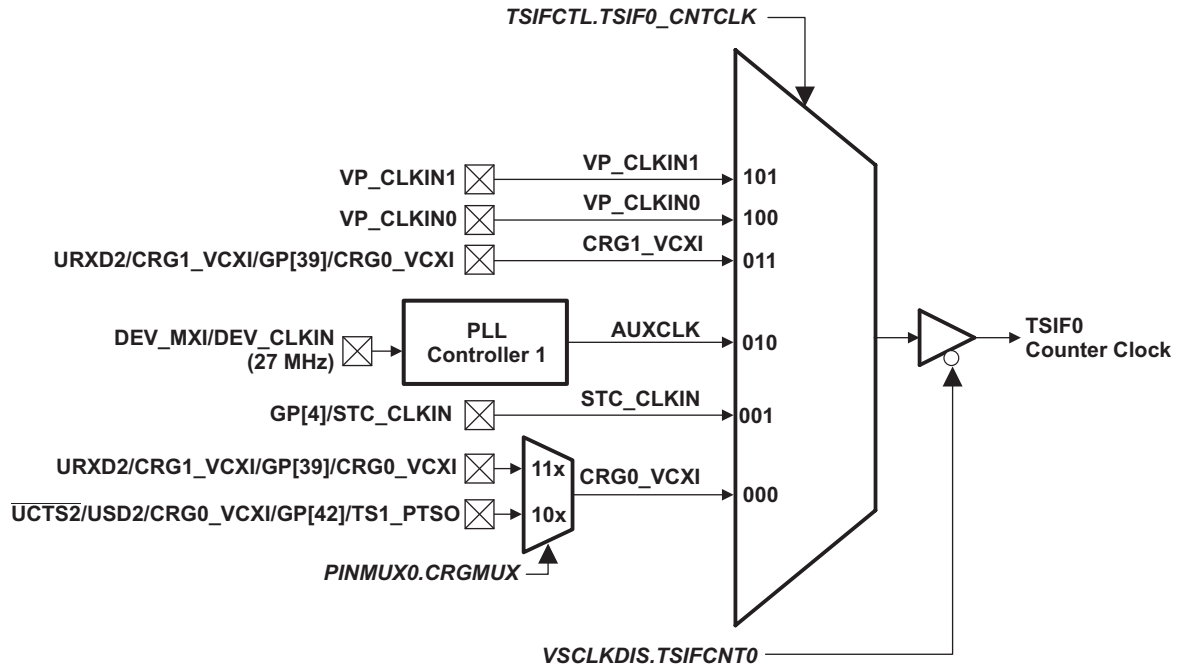 TSIFCTL.TSIF0_CNTCLK
VP_CLKIN1
VP_CLKIN1
101
VP_CLKIN0
VP_CLKIN0
100
URXD2/CRG1_VCXI/GP[39]/CRG0_VCXI
CRG1_VCXI
011
DEV_MXI/DEV_CLKIN
(27 MHz)
PLL
Controller 1
AUXCLK
010
TSIF0
Counter Clock
GP[4]/STC_CLKIN
STC_CLKIN
001
URXD2/CRG1_VCXI/GP[39]/CRG0_VCXI
11x
CRG0_VCXI
000
UCTS2/USD2/CRG0_VCXI/GP[42]/TS1_PTSO
10x
PINMUX0.CRGMUX
VSCLKDIS.TSIFCNT0